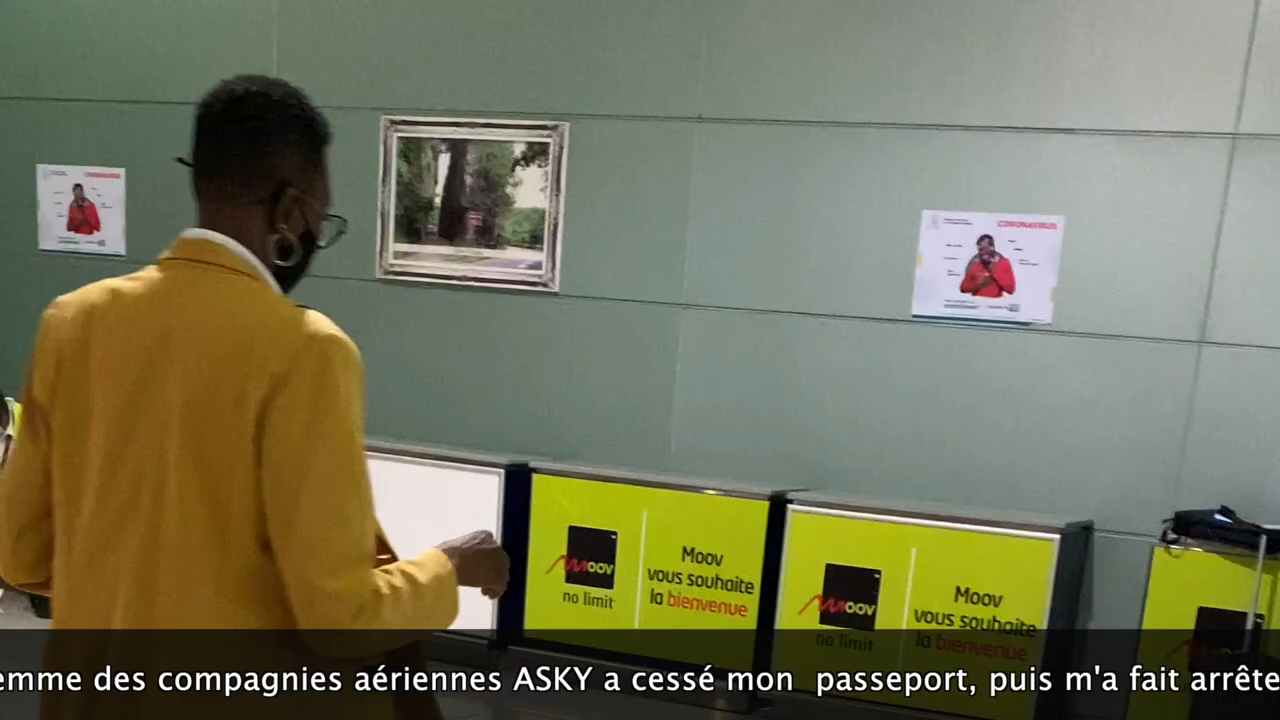 CORONAVIRUS
MOOV
no limit
Moov
vous souhaite
la bienvenue
MOOV
no limit
Moov
vous souhaite
la bienvenue
emme des compagnies aériennes ASKY a cessé mon  passeport, puis m'a fait arrête